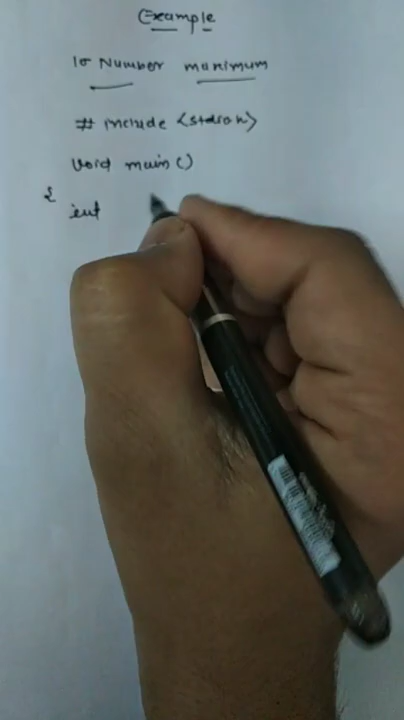 Example
10 Number maximum
# include <stdio.h>
void main ()
{
int